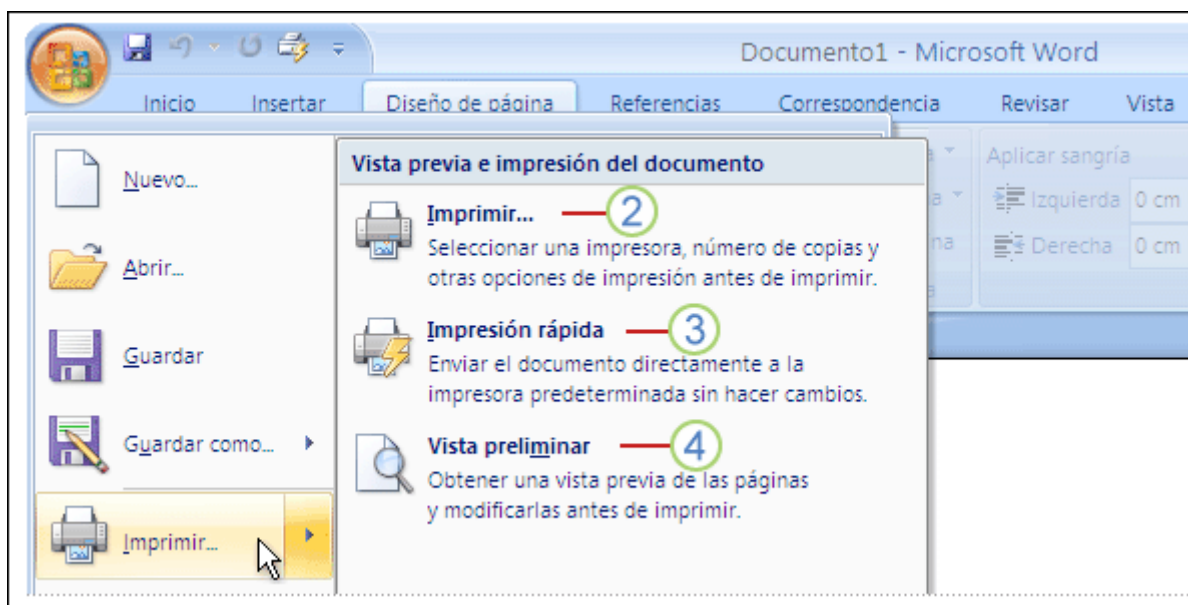 Documento1 - Microsoft Word
Inicio Insertar Diseño de página Referencias Correspondencia Revisar Vista
Aplicar sangría
Izquierda 0 cm
Derecha 0 cm
Nuevo...
Abrir...
Guardar
Guardar como...
Imprimir...
Vista previa e impresión del documento
Imprimir... 2
Seleccionar una impresora, número de copias y
otras opciones de impresión antes de imprimir.
Impresión rápida 3
Enviar el documento directamente a la
impresora predeterminada sin hacer cambios.
Vista preliminar 4
Obtener una vista previa de las páginas
y modificarlas antes de imprimir.